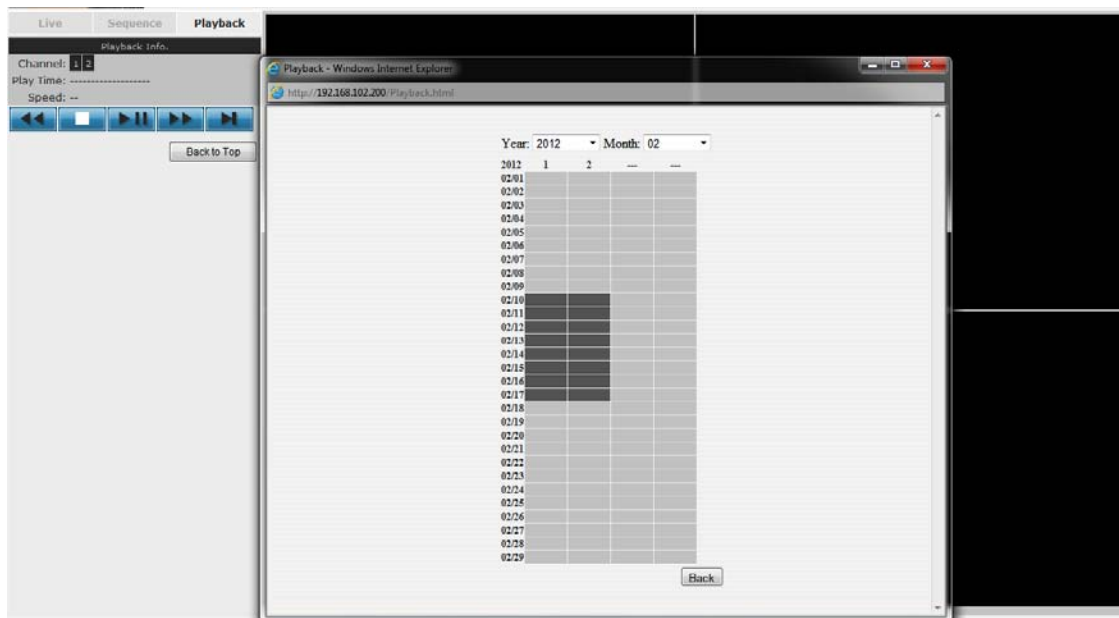 Live Sequence Playback
Playback Info.
Channel: 1 2
Play Time: -------------------
Speed: --
Back to Top
Playback - Windows Internet Explorer
http://192.168.102.200/Playback.html
Year: 2012 Month: 02
2012 1 2 --- ---
02/01
02/02
02/03
02/04
02/05
02/06
02/07
02/08
02/09
02/10
02/11
02/12
02/13
02/14
02/15
02/16
02/17
02/18
02/19
02/20
02/21
02/22
02/23
02/24
02/25
02/26
02/27
02/28
02/29
Back